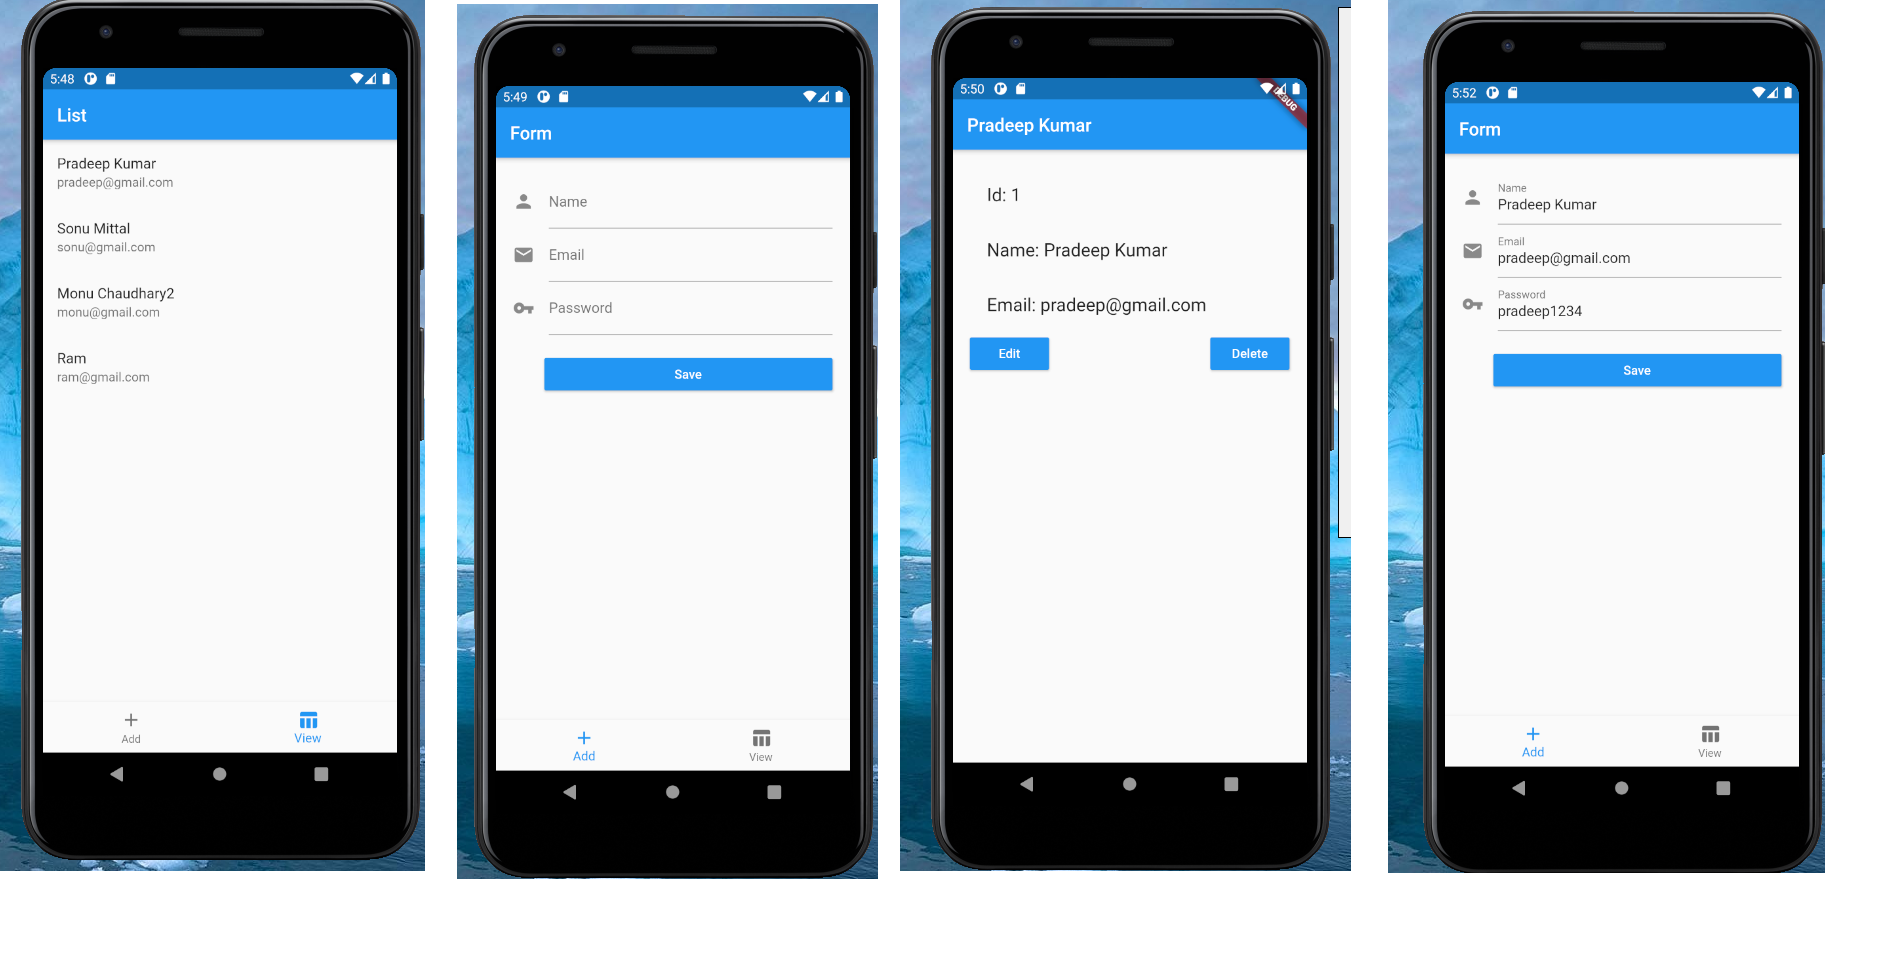 5:48
List
Pradeep Kumar
pradeep@gmail.com
Sonu Mittal
sonu@gmail.com
Monu Chaudhary2
monu@gmail.com
Ram
ram@gmail.com
Add
View
5:49
Form
Name
Email
Password
Save
Add
View
5:50
DEBUG
Pradeep Kumar
Id: 1
Name: Pradeep Kumar
Email: pradeep@gmail.com
Edit
Delete
5:52
Form
Name
Pradeep Kumar
Email
pradeep@gmail.com
Password
pradeep1234
Save
Add
View